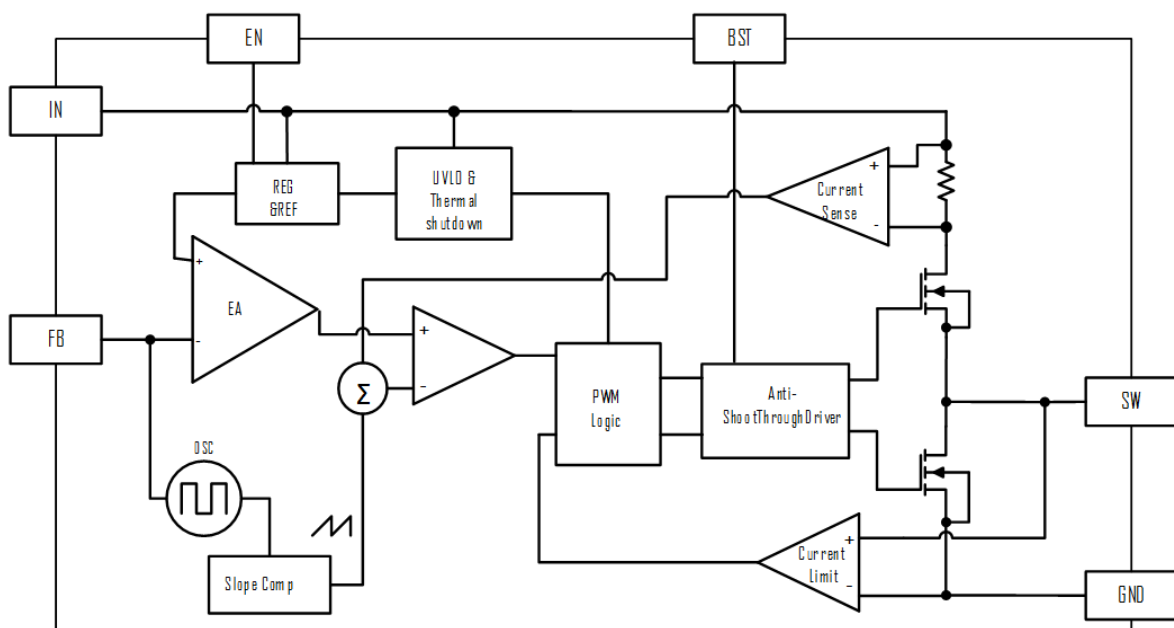 EN
BST
IN
REG
&REF
UVLO &
Thermal
shutdown
+
Current
Sense
-
+
EA
-
FB
+
-
Σ
PWM
Logic
Anti-
ShootThroughDriver
SW
OSC
Slope Comp
+
Current
Limit
-
GND